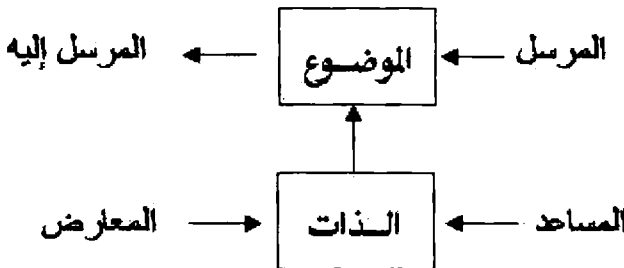 المرسل الموضوع المرسل إليه
المساعد الذات المعارض